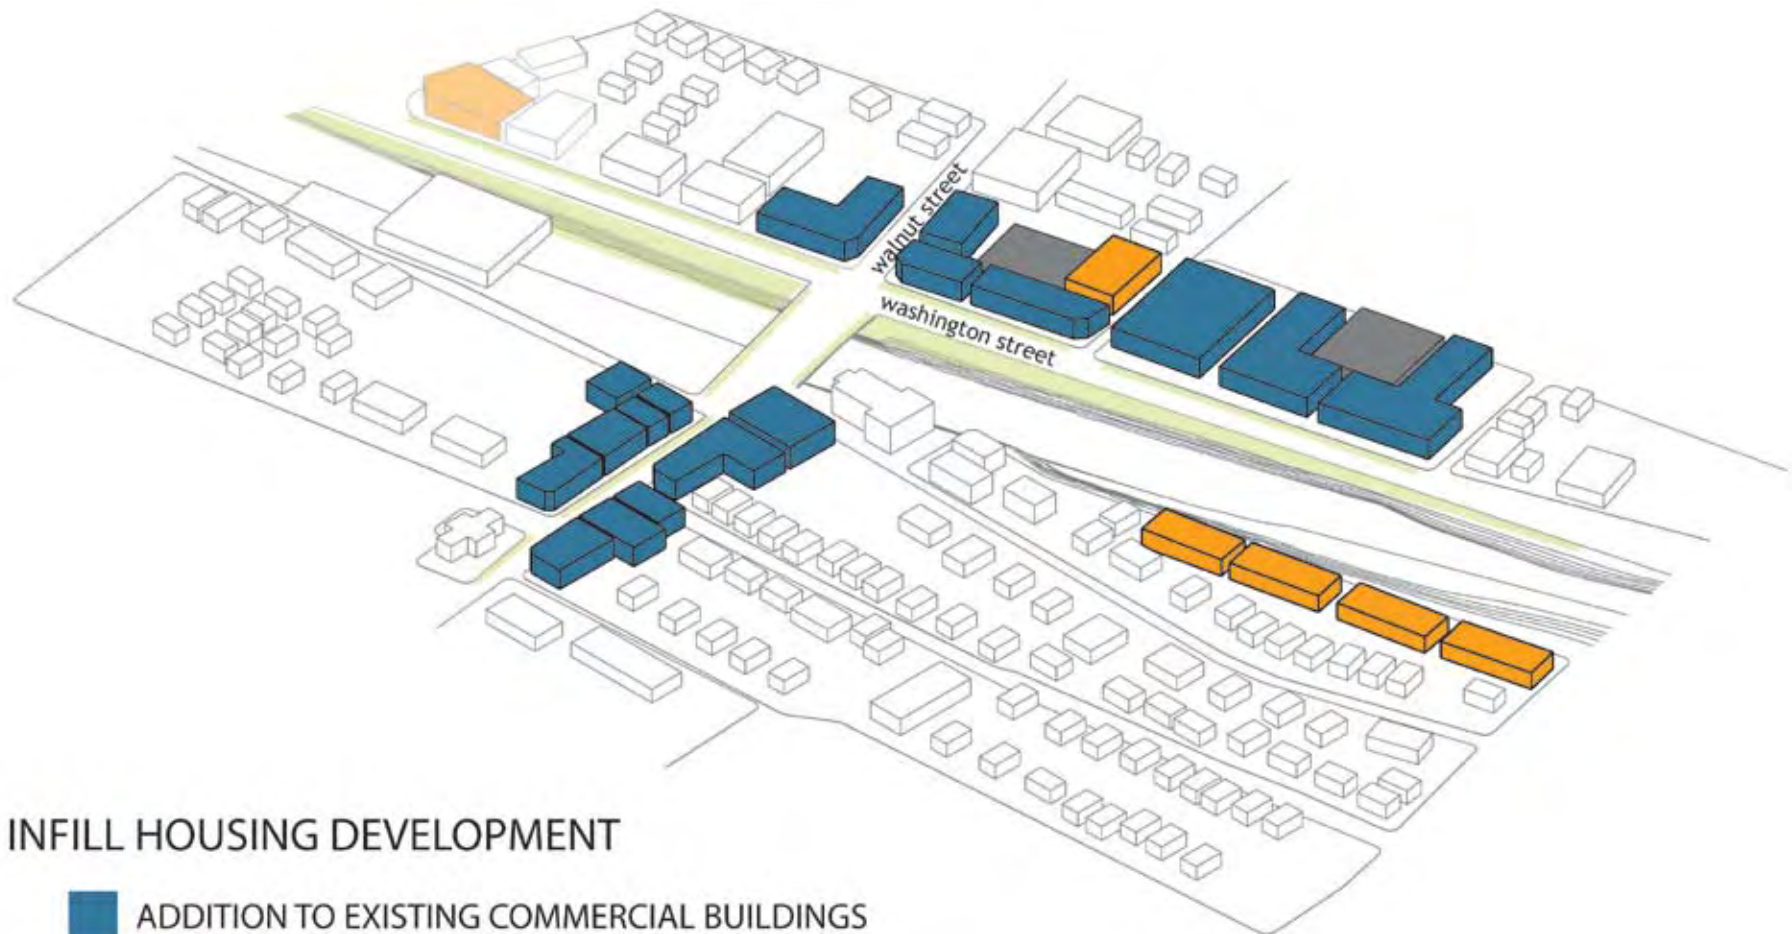 walnut street
washington street
INFILL HOUSING DEVELOPMENT
ADDITION TO EXISTING COMMERCIAL BUILDINGS